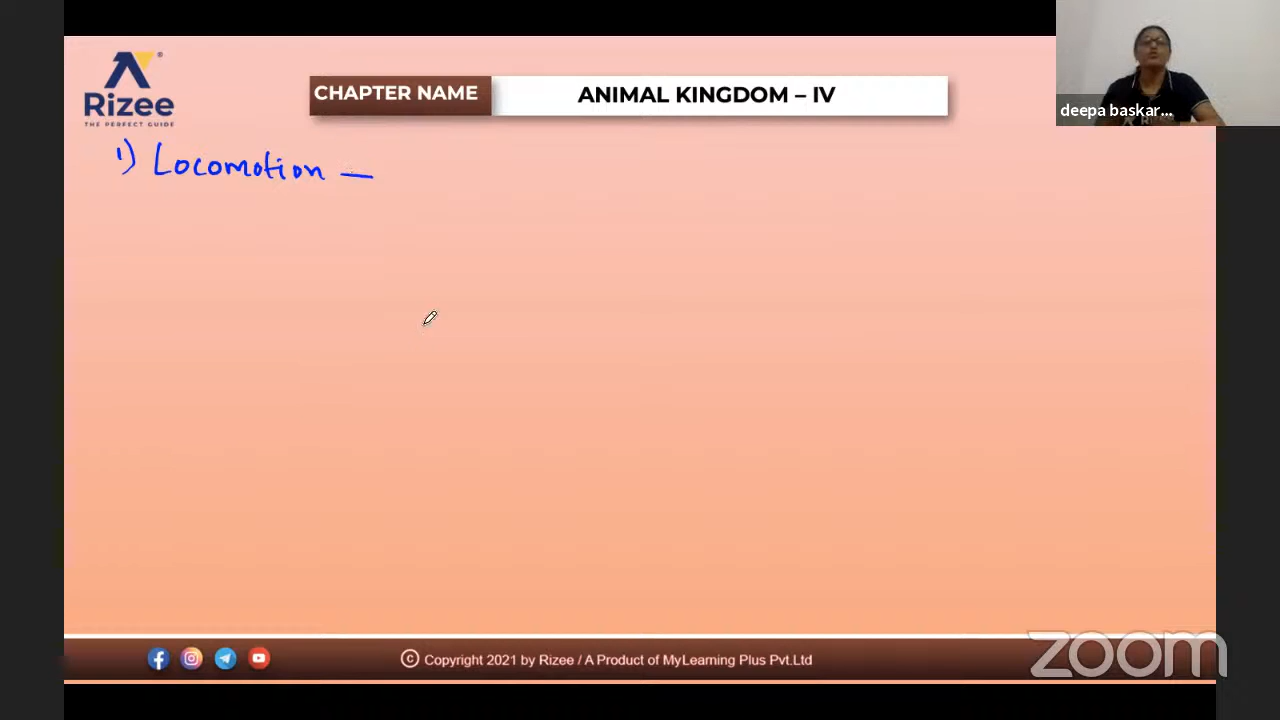 Rizee
THE PERFECT GUIDE
CHAPTER NAME
ANIMAL KINGDOM – IV
deepa baskar...
1) Locomotion —
© Copyright 2021 by Rizee / A Product of MyLearning Plus Pvt.Ltd
zoom